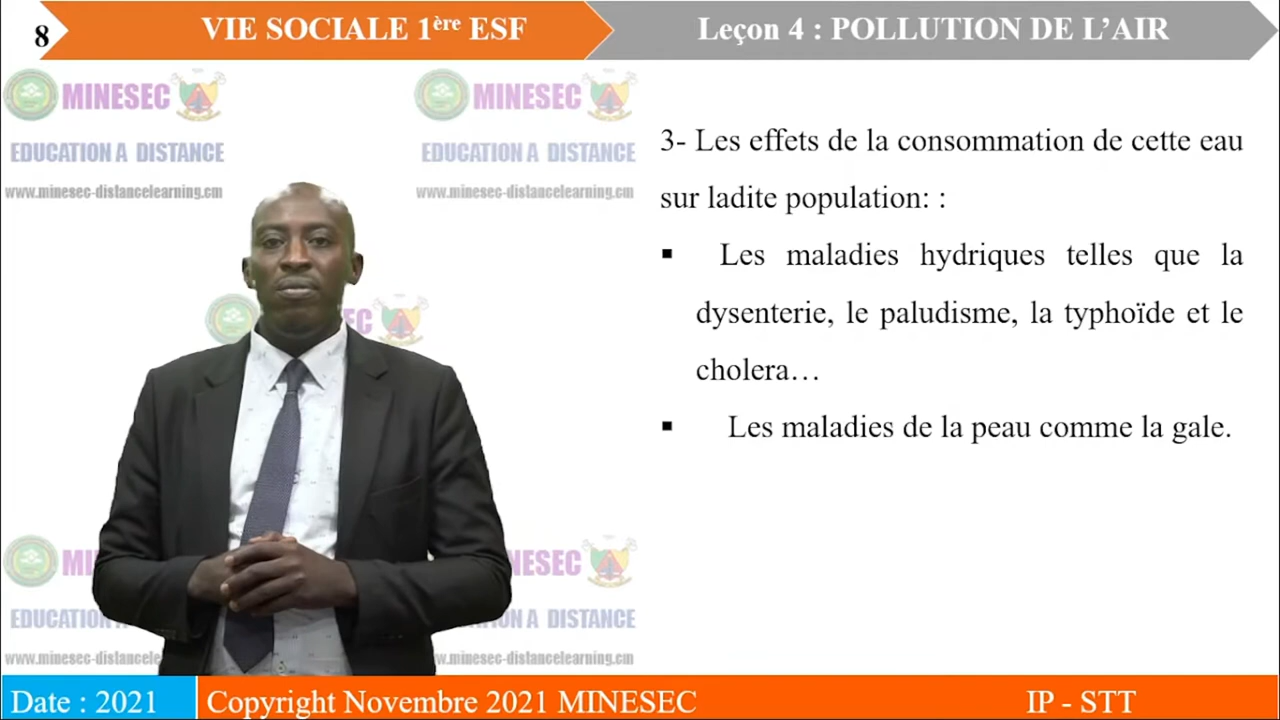 8
VIE SOCIALE 1ère ESF
Leçon 4 : POLLUTION DE L’AIR
MINESEC
EDUCATION A DISTANCE
www.minesec-distancelearning.cm
MINESEC
EDUCATION A DISTANCE
www.minesec-distancelearning.cm
3- Les effets de la consommation de cette eau
sur ladite population: :
▪ Les maladies hydriques telles que la
dysenterie, le paludisme, la typhoïde et le
cholera…
▪ Les maladies de la peau comme la gale.
Date : 2021
Copyright Novembre 2021 MINESEC
IP - STT